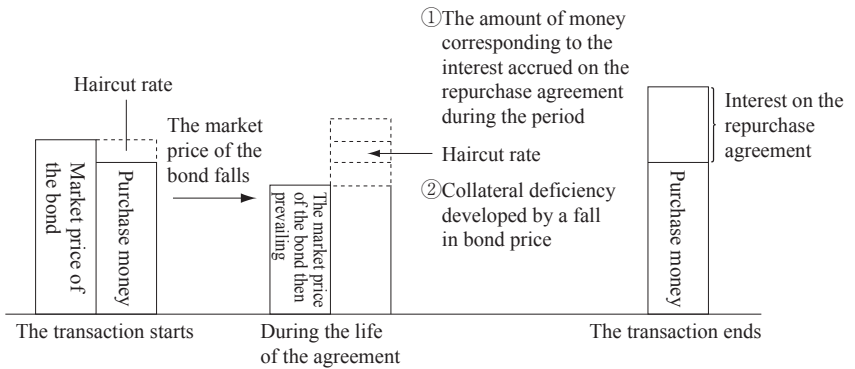 ①The amount of money
corresponding to the
interest accrued on the
repurchase agreement
during the period
Haircut rate
The market
price of the
bond falls
Haircut rate
Interest on the
repurchase
agreement
②Collateral deficiency
developed by a fall
in bond price
Market price of
the bond
Purchase money
The market price
of the bond then
prevailing
Purchase money
The transaction starts
During the life
of the agreement
The transaction ends